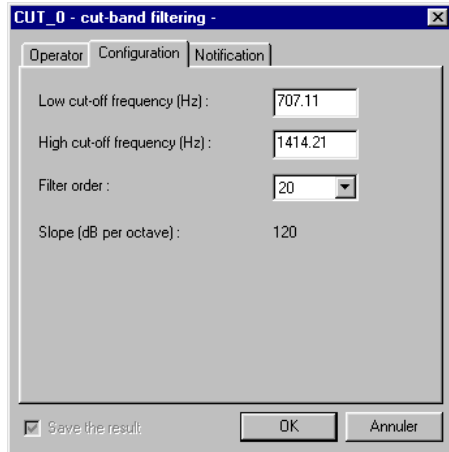 CUT_0 - cut-band filtering -
Operator Configuration Notification
Low cut-off frequency (Hz) : 707.11
High cut-off frequency (Hz) : 1414.21
Filter order : 20
Slope (dB per octave) : 120
Save the result OK Annuler